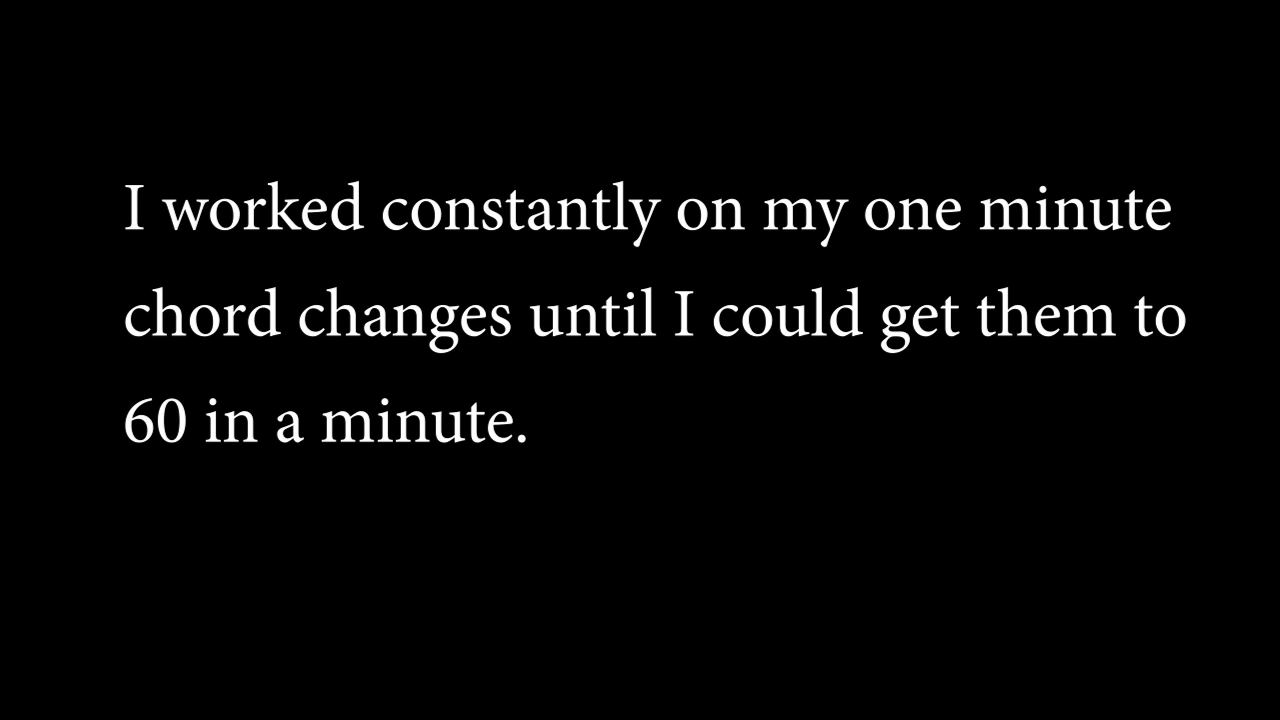 I worked constantly on my one minute
chord changes until I could get them to
60 in a minute.